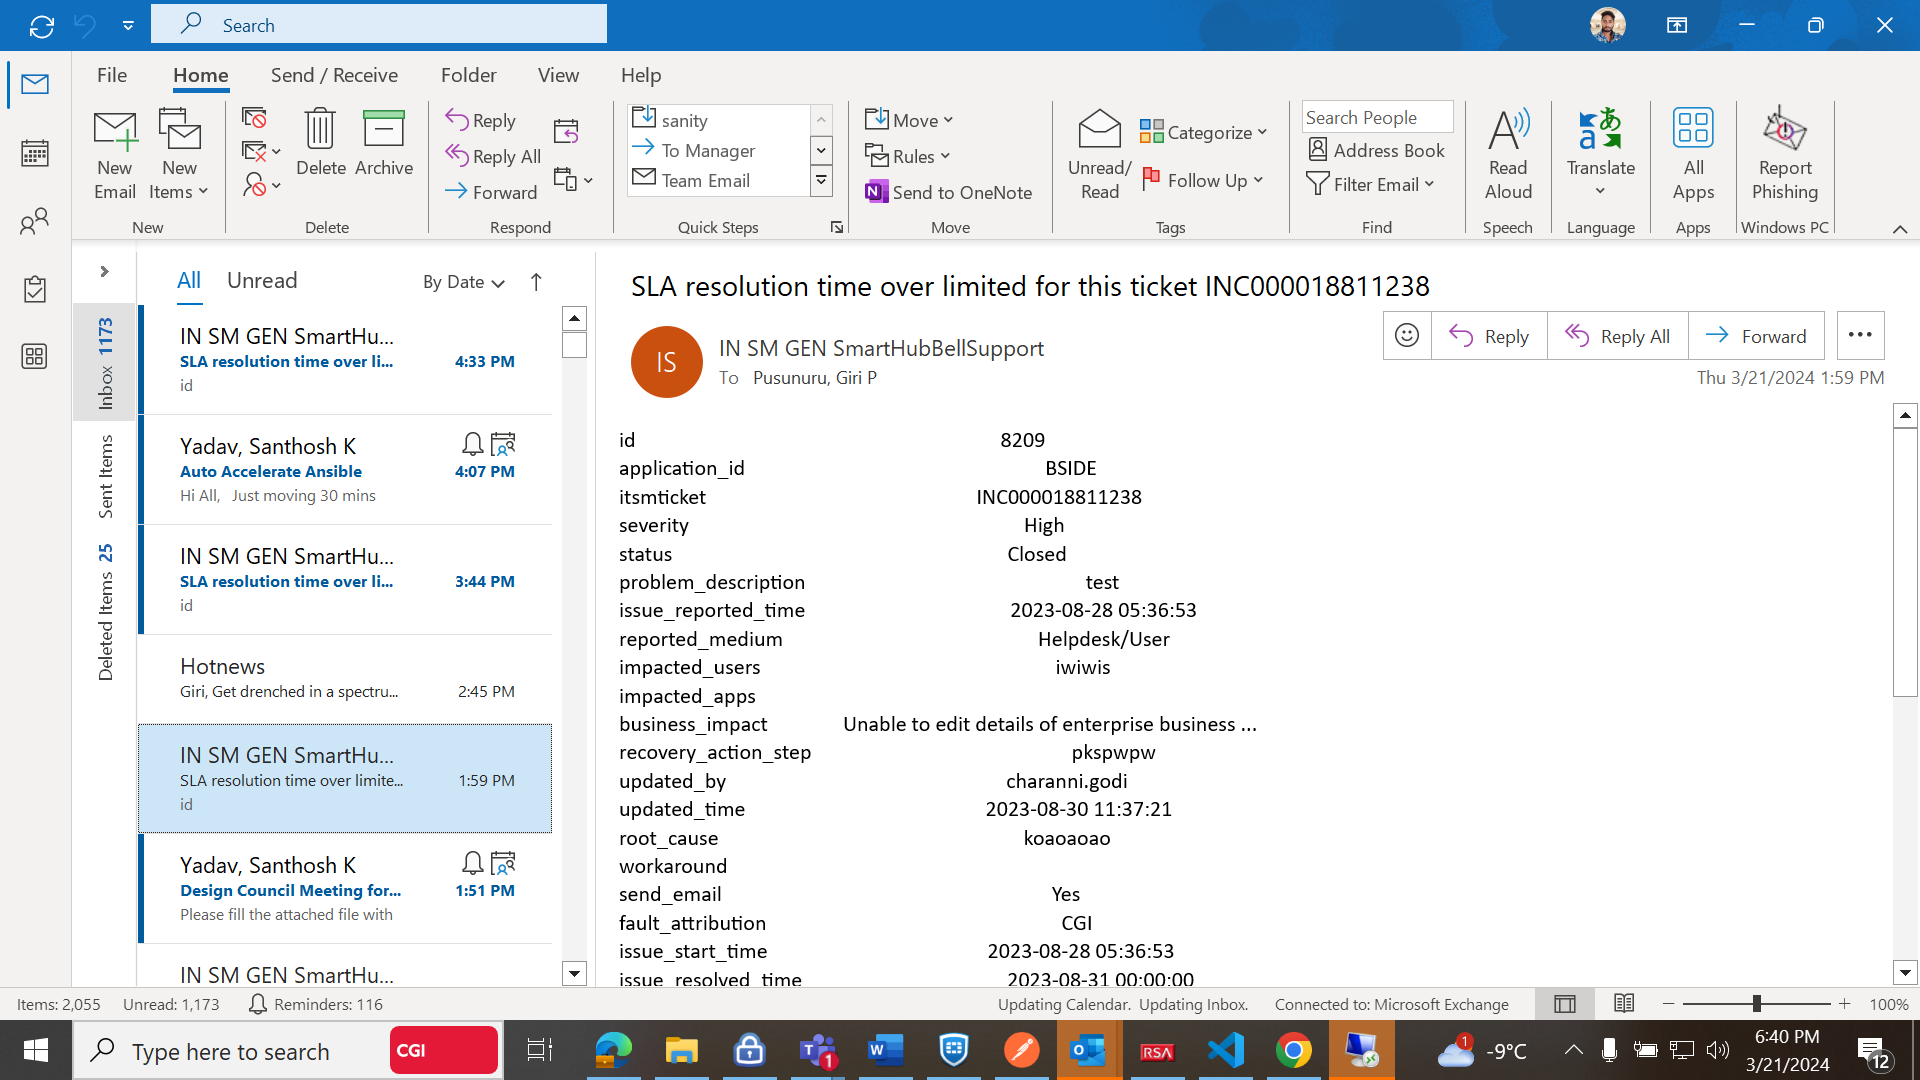 Search
File Home Send / Receive Folder View Help
New Email
New Items
New
Delete
Archive
Delete
Reply
Reply All
Forward
Respond
sanity
To Manager
Team Email
Quick Steps
Move
Rules
Send to OneNote
Move
Unread/ Read
Categorize
Follow Up
Tags
Search People
Address Book
Filter Email
Find
Read Aloud
Speech
Translate
Language
All Apps
Apps
Report Phishing
Windows PC
Inbox 1173
Sent Items
Deleted Items 25
All Unread By Date
IN SM GEN SmartHu...
SLA resolution time over li... 4:33 PM
id
Yadav, Santhosh K
Auto Accelerate Ansible 4:07 PM
Hi All, Just moving 30 mins
IN SM GEN SmartHu...
SLA resolution time over li... 3:44 PM
id
Hotnews
Giri, Get drenched in a spectru... 2:45 PM
IN SM GEN SmartHu...
SLA resolution time over limite... 1:59 PM
id
Yadav, Santhosh K
Design Council Meeting for... 1:51 PM
Please fill the attached file with
IN SM GEN SmartHu...
SLA resolution time over limited for this ticket INC000018811238
IS
IN SM GEN SmartHubBellSupport
To Pusunuru, Giri P
Reply Reply All Forward
Thu 3/21/2024 1:59 PM
id 8209
application_id BSIDE
itsmticket INC000018811238
severity High
status Closed
problem_description test
issue_reported_time 2023-08-28 05:36:53
reported_medium Helpdesk/User
impacted_users iwiwis
impacted_apps
business_impact Unable to edit details of enterprise business ...
recovery_action_step pkspwpw
updated_by charanni.godi
updated_time 2023-08-30 11:37:21
root_cause koaoaoao
workaround
send_email Yes
fault_attribution CGI
issue_start_time 2023-08-28 05:36:53
issue_resolved_time 2023-08-31 00:00:00
Items: 2,055 Unread: 1,173 Reminders: 116 Updating Calendar. Updating Inbox. Connected to: Microsoft Exchange 100%
Type here to search CGI 1 RSA 1 -9°C 6:40 PM
3/21/2024 12